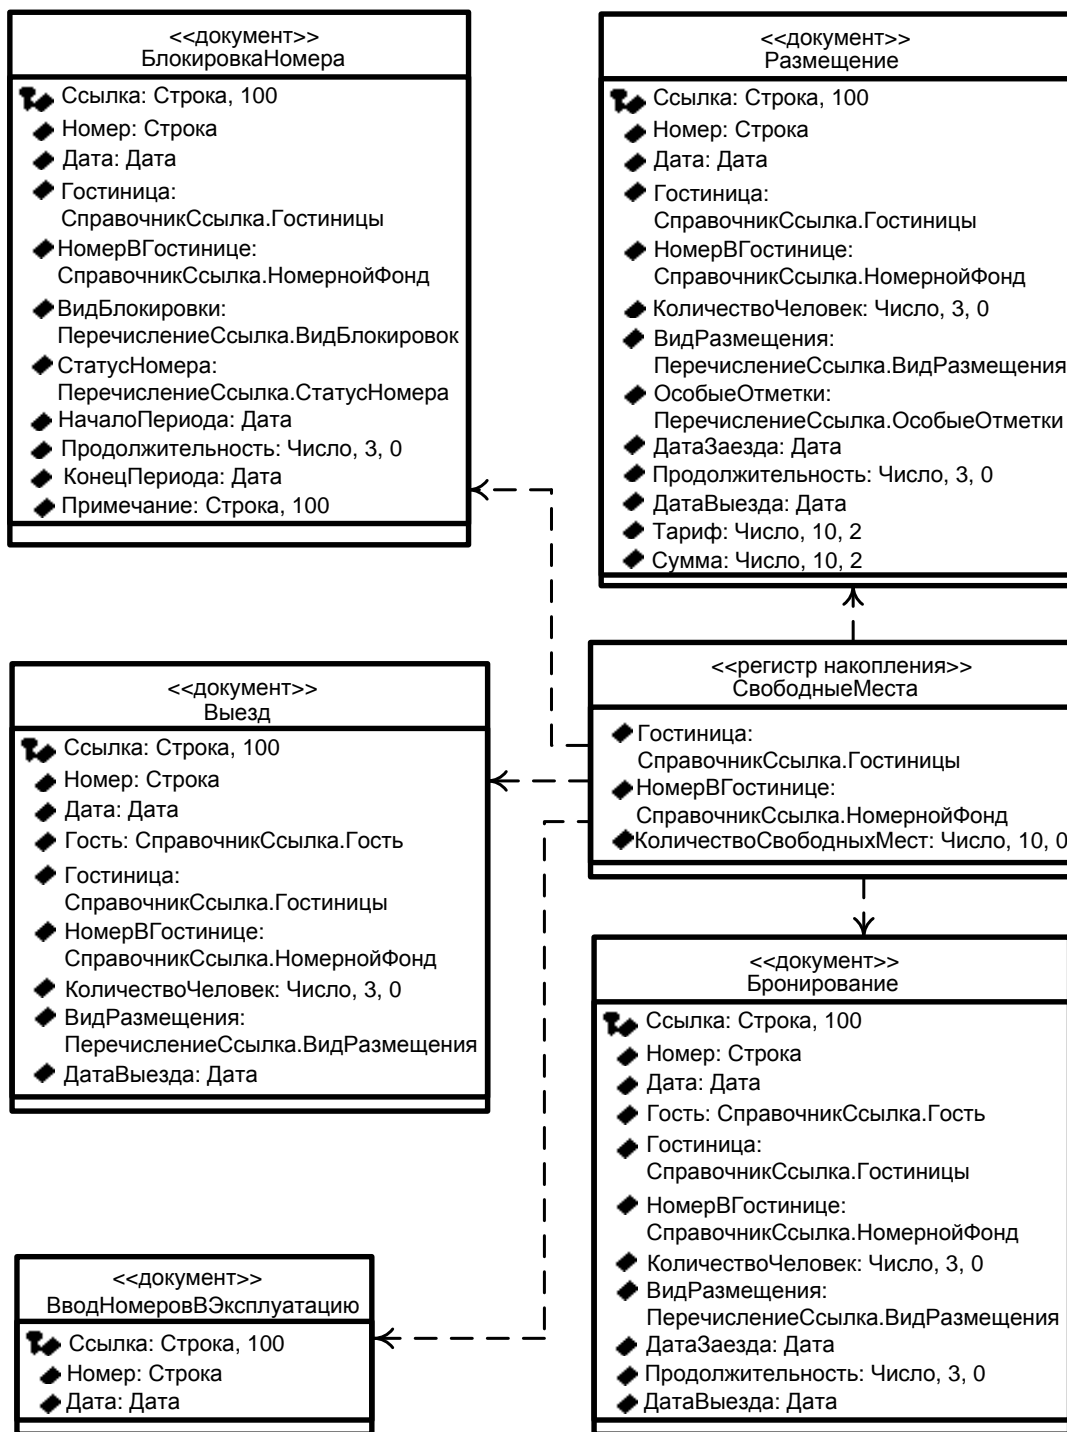 <<документ>>
БлокировкаНомера
Ссылка: Строка, 100
Номер: Строка
Дата: Дата
Гостиница:
СправочникСсылка.Гостиницы
НомерВГостинице:
СправочникСсылка.НомернойФонд
ВидБлокировки:
ПеречислениеСсылка.ВидБлокировок
СтатусНомера:
ПеречислениеСсылка.СтатусНомера
НачалоПериода: Дата
Продолжительность: Число, 3, 0
КонецПериода: Дата
Примечание: Строка, 100
<<документ>>
Размещение
Ссылка: Строка, 100
Номер: Строка
Дата: Дата
Гостиница:
СправочникСсылка.Гостиницы
НомерВГостинице:
СправочникСсылка.НомернойФонд
КоличествоЧеловек: Число, 3, 0
ВидРазмещения:
ПеречислениеСсылка.ВидРазмещения
ОсобыеОтметки:
ПеречислениеСсылка.ОсобыеОтметки
ДатаЗаезда: Дата
Продолжительность: Число, 3, 0
ДатаВыезда: Дата
Тариф: Число, 10, 2
Сумма: Число, 10, 2
<<документ>>
Выезд
Ссылка: Строка, 100
Номер: Строка
Дата: Дата
Гость: СправочникСсылка.Гость
Гостиница:
СправочникСсылка.Гостиницы
НомерВГостинице:
СправочникСсылка.НомернойФонд
КоличествоЧеловек: Число, 3, 0
ВидРазмещения:
ПеречислениеСсылка.ВидРазмещения
ДатаВыезда: Дата
<<регистр накопления>>
СвободныеМеста
Гостиница:
СправочникСсылка.Гостиницы
НомерВГостинице:
СправочникСсылка.НомернойФонд
КоличествоСвободныхМест: Число, 10, 0
<<документ>>
Бронирование
Ссылка: Строка, 100
Номер: Строка
Дата: Дата
Гость: СправочникСсылка.Гость
Гостиница:
СправочникСсылка.Гостиницы
НомерВГостинице:
СправочникСсылка.НомернойФонд
КоличествоЧеловек: Число, 3, 0
ВидРазмещения:
ПеречислениеСсылка.ВидРазмещения
ДатаЗаезда: Дата
Продолжительность: Число, 3, 0
ДатаВыезда: Дата
<<документ>>
ВводНомеровВЭксплуатацию
Ссылка: Строка, 100
Номер: Строка
Дата: Дата